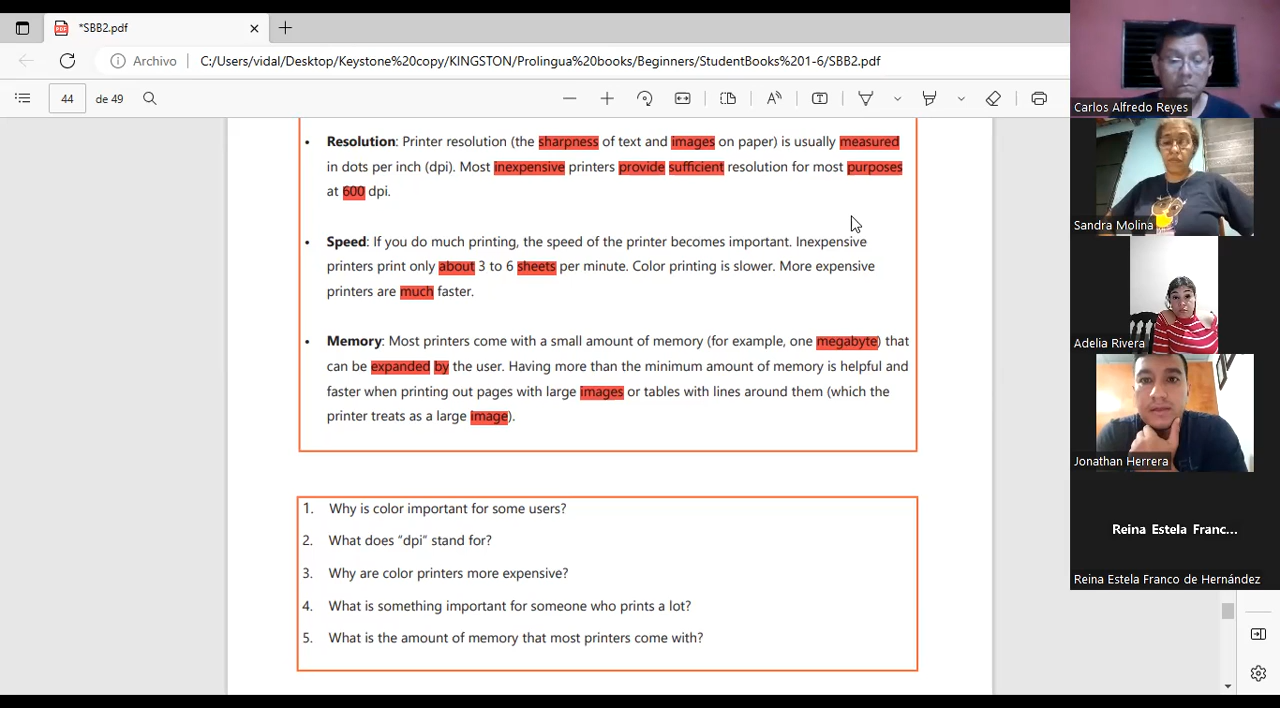 *SBB2.pdf
Archivo
C:/Users/vidal/Desktop/Keystone%20copy/KINGSTON/Prolingua%20books/Beginners/StudentBooks%201-6/SBB2.pdf
44 de 49
• Resolution: Printer resolution (the sharpness of text and images on paper) is usually measured
in dots per inch (dpi). Most inexpensive printers provide sufficient resolution for most purposes
at 600 dpi.
• Speed: If you do much printing, the speed of the printer becomes important. Inexpensive
printers print only about 3 to 6 sheets per minute. Color printing is slower. More expensive
printers are much faster.
• Memory: Most printers come with a small amount of memory (for example, one megabyte) that
can be expanded by the user. Having more than the minimum amount of memory is helpful and
faster when printing out pages with large images or tables with lines around them (which the
printer treats as a large image).
1. Why is color important for some users?
2. What does “dpi” stand for?
3. Why are color printers more expensive?
4. What is something important for someone who prints a lot?
5. What is the amount of memory that most printers come with?
Carlos Alfredo Reyes
Sandra Molina
Adelia Rivera
Jonathan Herrera
Reina Estela Franc...
Reina Estela Franco de Hernández